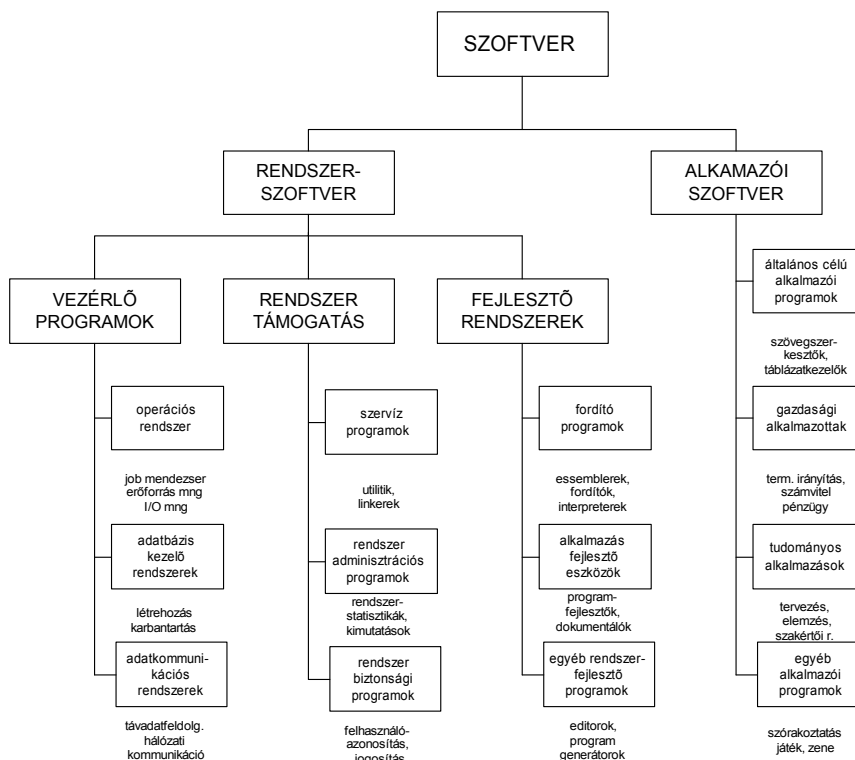 SZOFTVER
RENDSZER-
SZOFTVER
ALKAMAZÓI
SZOFTVER
VEZÉRLÕ
PROGRAMOK
RENDSZER
TÁMOGATÁS
FEJLESZTÕ
RENDSZEREK
általános célú
alkalmazói
programok
szövegszer-
kesztők,
táblázatkezelők
operációs
rendszer
szervíz
programok
fordító
programok
gazdasági
alkalmazottak
job mendezser
erőforrás mng
I/O mng
utilitik,
linkerek
essemblerek,
fordítók,
interpreterek
term. irányítás,
számvitel
pénzügy
adatbázis
kezelõ
rendszerek
rendszer
adminisztrációs
programok
alkalmazás
fejlesztõ
eszközök
tudományos
alkalmazások
létrehozás
karbantartás
rendszer-
statisztikák,
kimutatások
program-
fejlesztők,
dokumentálók
tervezés,
elemzés,
szakértői r.
adatkommuni-
kációs
rendszerek
rendszer
biztonsági
programok
egyéb rendszer-
fejlesztõ
programok
egyéb
alkalmazói
programok
távadatfeldolg.
hálózati
kommunikáció
felhasználó-
azonosítás,
jogosítás
editorok,
program
generátorok
szórakoztatás
játék, zene